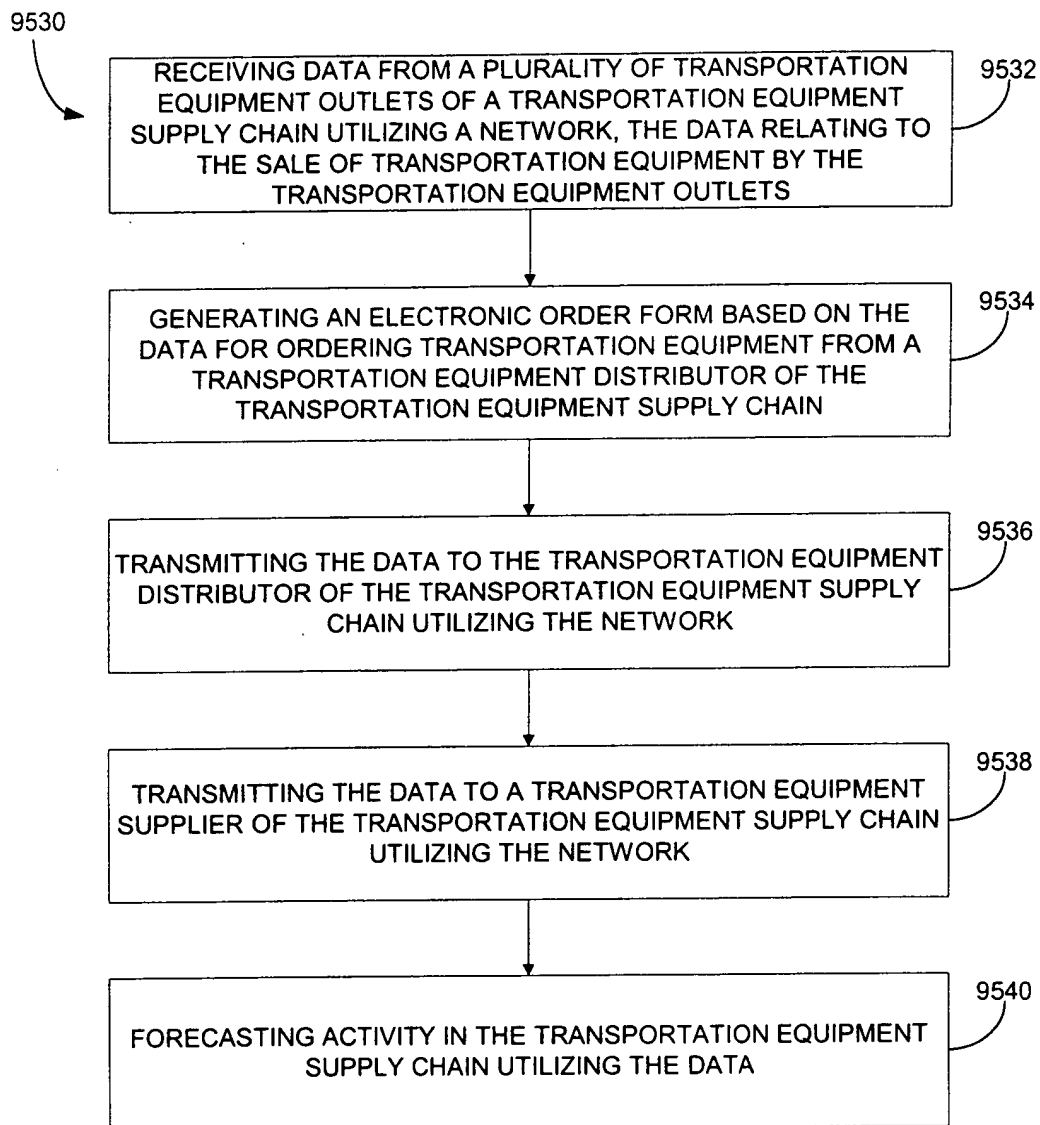 9530
RECEIVING DATA FROM A PLURALITY OF TRANSPORTATION
EQUIPMENT OUTLETS OF A TRANSPORTATION EQUIPMENT
SUPPLY CHAIN UTILIZING A NETWORK, THE DATA RELATING TO
THE SALE OF TRANSPORTATION EQUIPMENT BY THE
TRANSPORTATION EQUIPMENT OUTLETS
9532
GENERATING AN ELECTRONIC ORDER FORM BASED ON THE
DATA FOR ORDERING TRANSPORTATION EQUIPMENT FROM A
TRANSPORTATION EQUIPMENT DISTRIBUTOR OF THE
TRANSPORTATION EQUIPMENT SUPPLY CHAIN
9534
TRANSMITTING THE DATA TO THE TRANSPORTATION EQUIPMENT
DISTRIBUTOR OF THE TRANSPORTATION EQUIPMENT SUPPLY
CHAIN UTILIZING THE NETWORK
9536
TRANSMITTING THE DATA TO A TRANSPORTATION EQUIPMENT
SUPPLIER OF THE TRANSPORTATION EQUIPMENT SUPPLY CHAIN
UTILIZING THE NETWORK
9538
FORECASTING ACTIVITY IN THE TRANSPORTATION EQUIPMENT
SUPPLY CHAIN UTILIZING THE DATA
9540